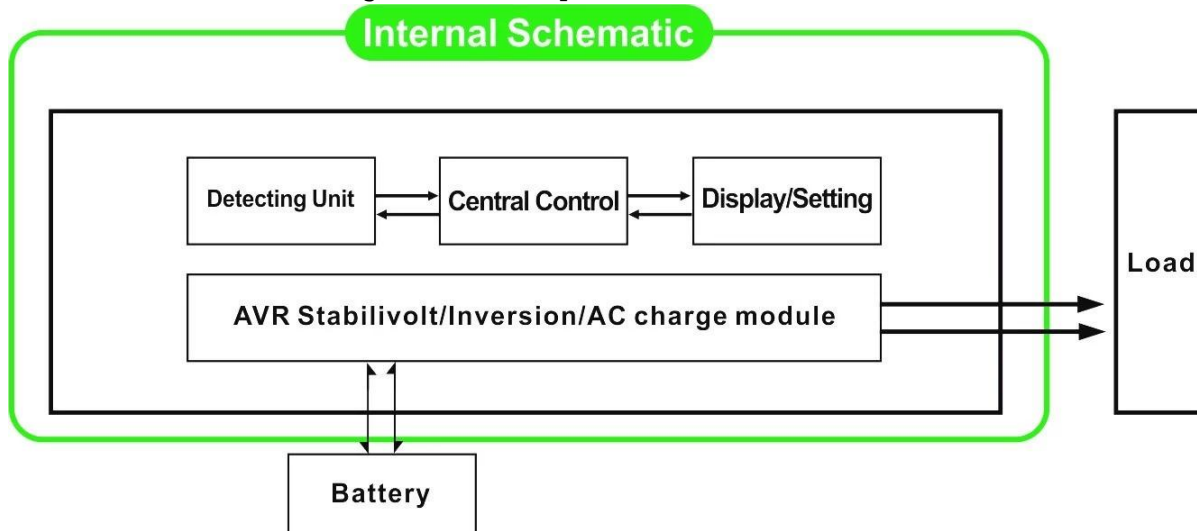 Internal Schematic
Detecting Unit
Central Control
Display/Setting
Load
AVR Stabilivolt/Inversion/AC charge module
Battery